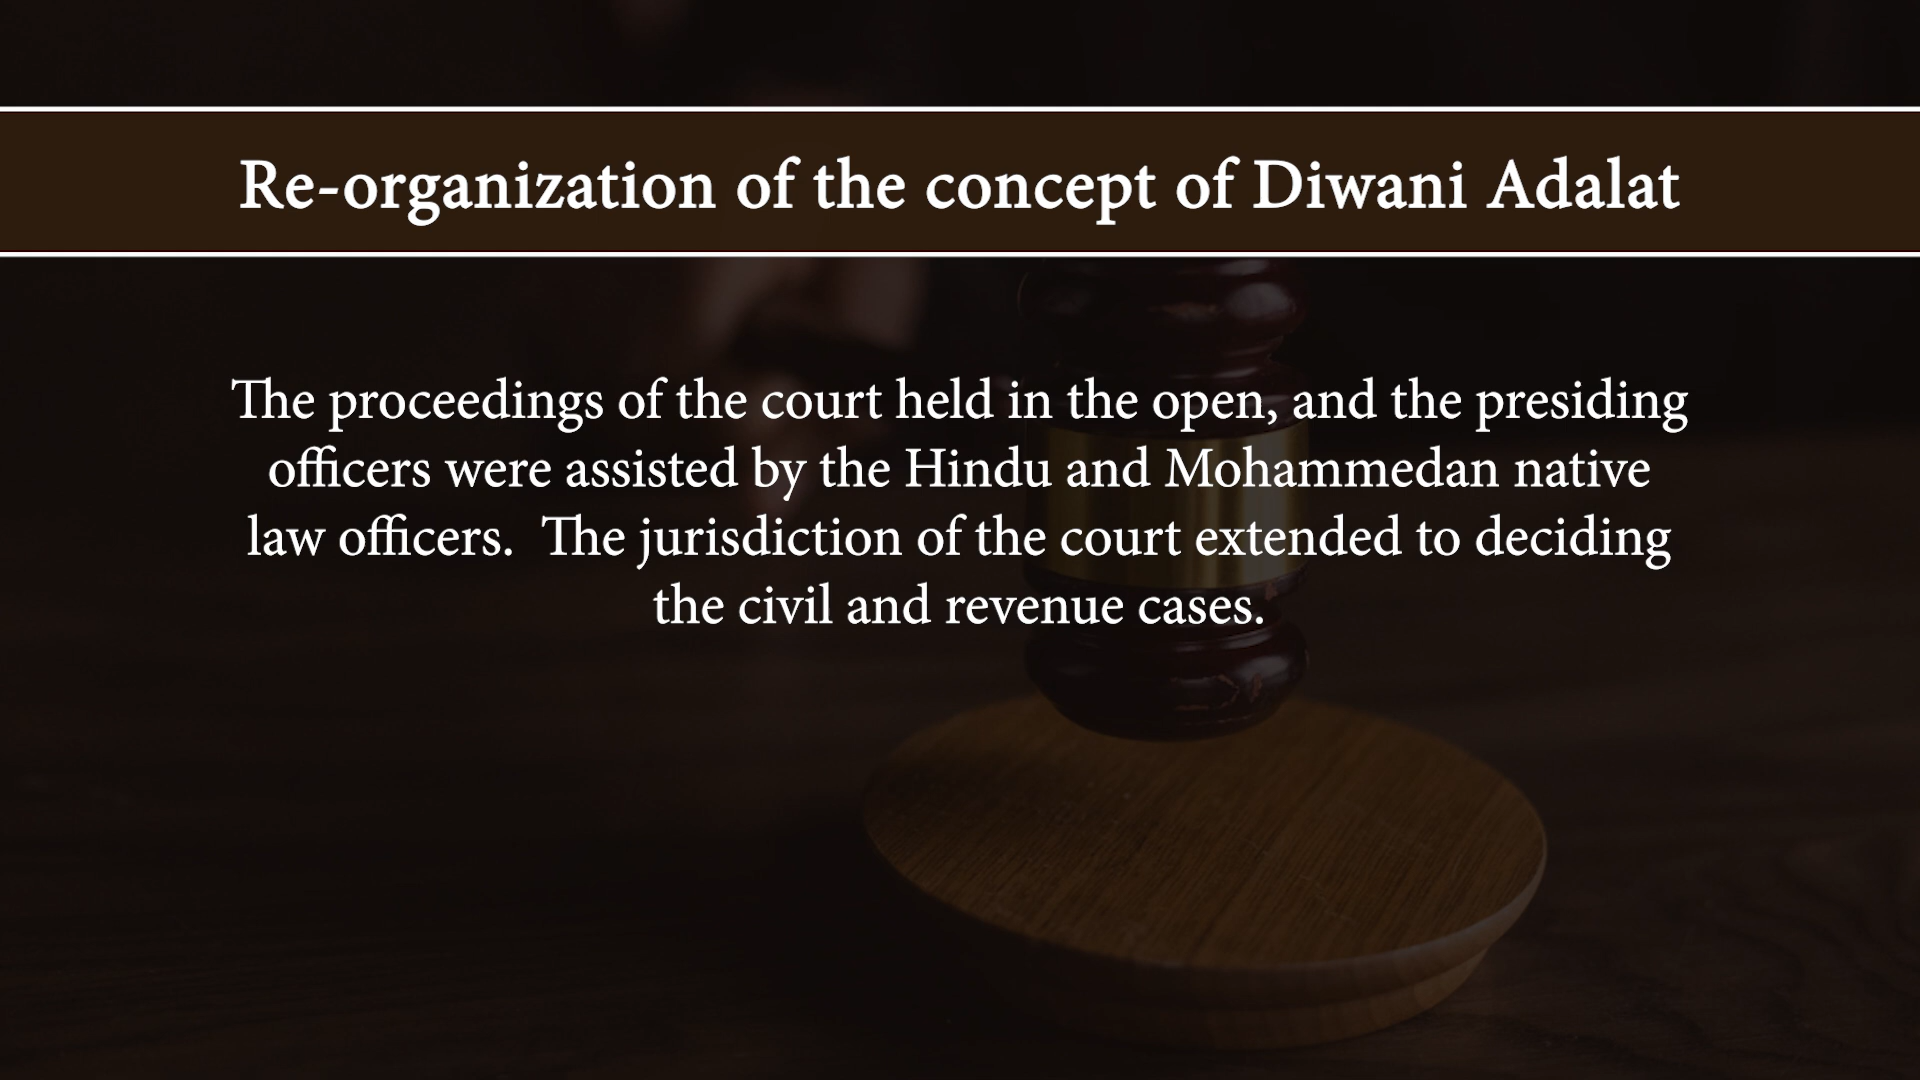 Re-organization of the concept of Diwani Adalat
The proceedings of the court held in the open, and the presiding
officers were assisted by the Hindu and Mohammedan native
law officers.  The jurisdiction of the court extended to deciding
the civil and revenue cases.